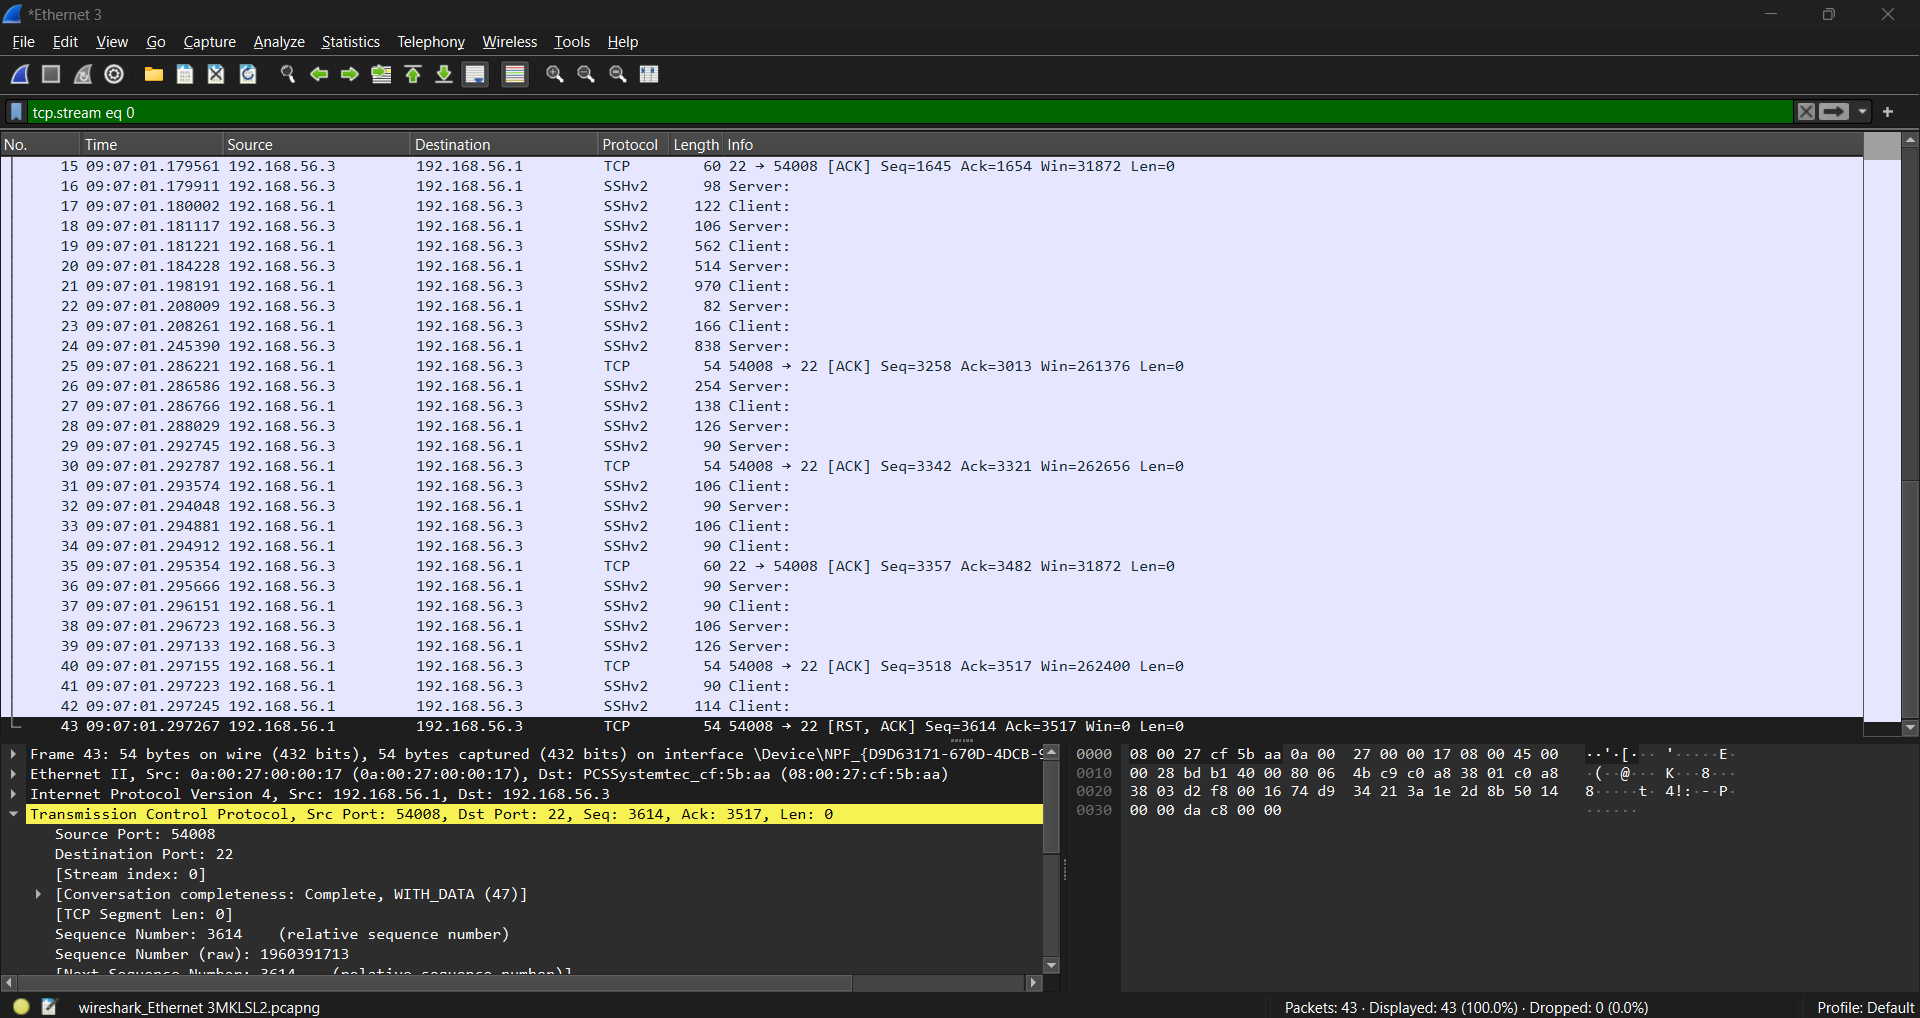 *Ethernet 3
File Edit View Go Capture Analyze Statistics Telephony Wireless Tools Help
tcp.stream eq 0
No. Time Source Destination Protocol Length Info
15 09:07:01.179561 192.168.56.3 192.168.56.1 TCP 60 22 → 54008 [ACK] Seq=1645 Ack=1654 Win=31872 Len=0
16 09:07:01.179911 192.168.56.3 192.168.56.1 SSHv2 98 Server:
17 09:07:01.180002 192.168.56.1 192.168.56.3 SSHv2 122 Client:
18 09:07:01.181117 192.168.56.3 192.168.56.1 SSHv2 106 Server:
19 09:07:01.181221 192.168.56.1 192.168.56.3 SSHv2 562 Client:
20 09:07:01.184228 192.168.56.3 192.168.56.1 SSHv2 514 Server:
21 09:07:01.198191 192.168.56.1 192.168.56.3 SSHv2 970 Client:
22 09:07:01.208009 192.168.56.3 192.168.56.1 SSHv2 82 Server:
23 09:07:01.208261 192.168.56.1 192.168.56.3 SSHv2 166 Client:
24 09:07:01.245390 192.168.56.3 192.168.56.1 SSHv2 838 Server:
25 09:07:01.286221 192.168.56.1 192.168.56.3 TCP 54 54008 → 22 [ACK] Seq=3258 Ack=3013 Win=261376 Len=0
26 09:07:01.286586 192.168.56.3 192.168.56.1 SSHv2 254 Server:
27 09:07:01.286766 192.168.56.1 192.168.56.3 SSHv2 138 Client:
28 09:07:01.288029 192.168.56.3 192.168.56.1 SSHv2 126 Server:
29 09:07:01.292745 192.168.56.3 192.168.56.1 SSHv2 90 Server:
30 09:07:01.292787 192.168.56.1 192.168.56.3 TCP 54 54008 → 22 [ACK] Seq=3342 Ack=3321 Win=262656 Len=0
31 09:07:01.293574 192.168.56.1 192.168.56.3 SSHv2 106 Client:
32 09:07:01.294048 192.168.56.3 192.168.56.1 SSHv2 90 Server:
33 09:07:01.294881 192.168.56.1 192.168.56.3 SSHv2 106 Client:
34 09:07:01.294912 192.168.56.1 192.168.56.3 SSHv2 90 Client:
35 09:07:01.295354 192.168.56.3 192.168.56.1 TCP 60 22 → 54008 [ACK] Seq=3357 Ack=3482 Win=31872 Len=0
36 09:07:01.295666 192.168.56.3 192.168.56.1 SSHv2 90 Server:
37 09:07:01.296151 192.168.56.1 192.168.56.3 SSHv2 90 Client:
38 09:07:01.296723 192.168.56.3 192.168.56.1 SSHv2 106 Server:
39 09:07:01.297133 192.168.56.3 192.168.56.1 SSHv2 126 Server:
40 09:07:01.297155 192.168.56.1 192.168.56.3 TCP 54 54008 → 22 [ACK] Seq=3518 Ack=3517 Win=262400 Len=0
41 09:07:01.297223 192.168.56.1 192.168.56.3 SSHv2 90 Client:
42 09:07:01.297245 192.168.56.1 192.168.56.3 SSHv2 114 Client:
43 09:07:01.297267 192.168.56.1 192.168.56.3 TCP 54 54008 → 22 [RST, ACK] Seq=3614 Ack=3517 Win=0 Len=0
Frame 43: 54 bytes on wire (432 bits), 54 bytes captured (432 bits) on interface \Device\NPF_{D9D63171-670D-4DCB-9
Ethernet II, Src: 0a:00:27:00:00:17 (0a:00:27:00:00:17), Dst: PCSSystemtec_cf:5b:aa (08:00:27:cf:5b:aa)
Internet Protocol Version 4, Src: 192.168.56.1, Dst: 192.168.56.3
Transmission Control Protocol, Src Port: 54008, Dst Port: 22, Seq: 3614, Ack: 3517, Len: 0
Source Port: 54008
Destination Port: 22
[Stream index: 0]
[Conversation completeness: Complete, WITH_DATA (47)]
[TCP Segment Len: 0]
Sequence Number: 3614 (relative sequence number)
Sequence Number (raw): 1960391713
[Next Sequence Number: 3614 (relative sequence number)]
0000 08 00 27 cf 5b aa 0a 00 27 00 00 17 08 00 45 00 ··'·[··· '·····E·
0010 00 28 bd b1 40 00 80 06 4b c9 c0 a8 38 01 c0 a8 ·(··@··· K···8···
0020 38 03 d2 f8 00 16 74 d9 34 21 3a 1e 2d 8b 50 14 8·····t· 4!:·-·P·
0030 00 00 da c8 00 00 ······
wireshark_Ethernet 3MKLSL2.pcapng
Packets: 43 · Displayed: 43 (100.0%) · Dropped: 0 (0.0%)
Profile: Default